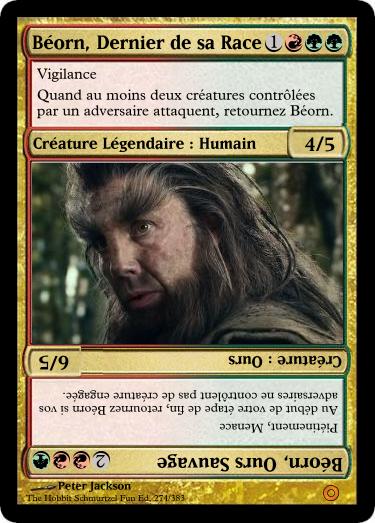 Béorn, Dernier de sa Race 1
Vigilance
Quand au moins deux créatures contrôlées
par un adversaire attaquent, retournez Béorn.
Créature Légendaire : Humain 4/5
Béorn, Ours Sauvage 2
Piétinement, Menace
Au début de votre étape de fin, retournez Béorn si vos
adversaires ne contrôlent pas de créature engagée.
Créature : Ours 6/5
Peter Jackson
The Hobbit Schmurtzel Fun Ed. 274/383